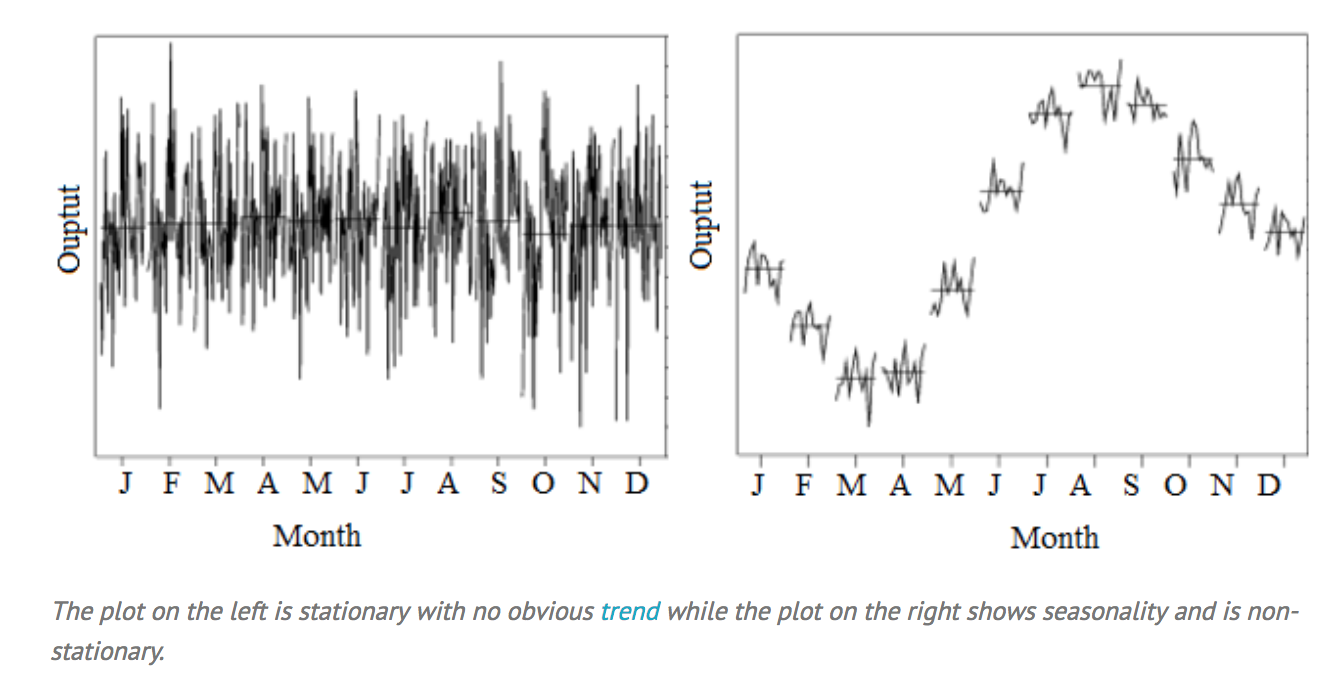 Ouptut
J F M A M J J A S O N D
Month
Ouptut
J F M A M J J A S O N D
Month
The plot on the left is stationary with no obvious trend while the plot on the right shows seasonality and is non-
stationary.